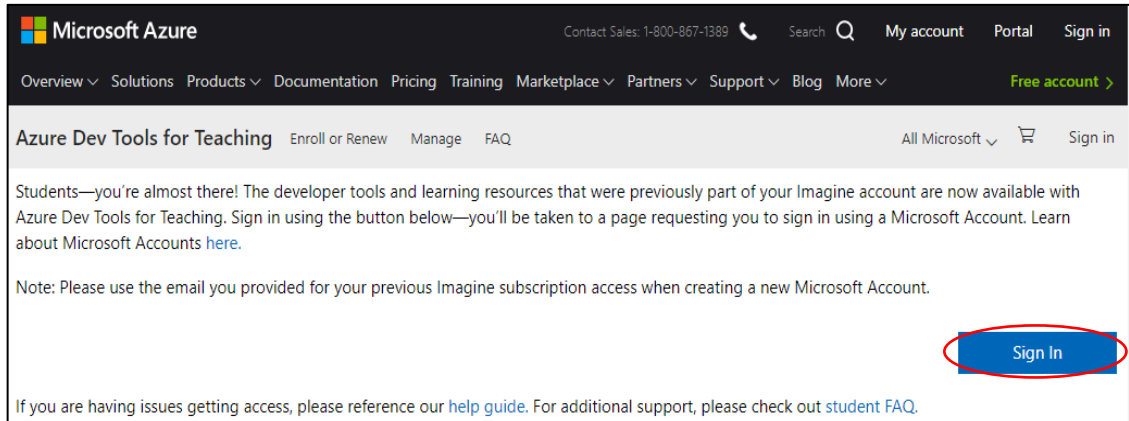 Microsoft Azure Contact Sales: 1-800-867-1389 Search My account Portal Sign in
Overview Solutions Products Documentation Pricing Training Marketplace Partners Support Blog More Free account >
Azure Dev Tools for Teaching Enroll or Renew Manage FAQ All Microsoft Sign in
Students—you're almost there! The developer tools and learning resources that were previously part of your Imagine account are now available with
Azure Dev Tools for Teaching. Sign in using the button below—you'll be taken to a page requesting you to sign in using a Microsoft Account. Learn
about Microsoft Accounts here.
Note: Please use the email you provided for your previous Imagine subscription access when creating a new Microsoft Account.
Sign In
If you are having issues getting access, please reference our help guide. For additional support, please check out student FAQ.